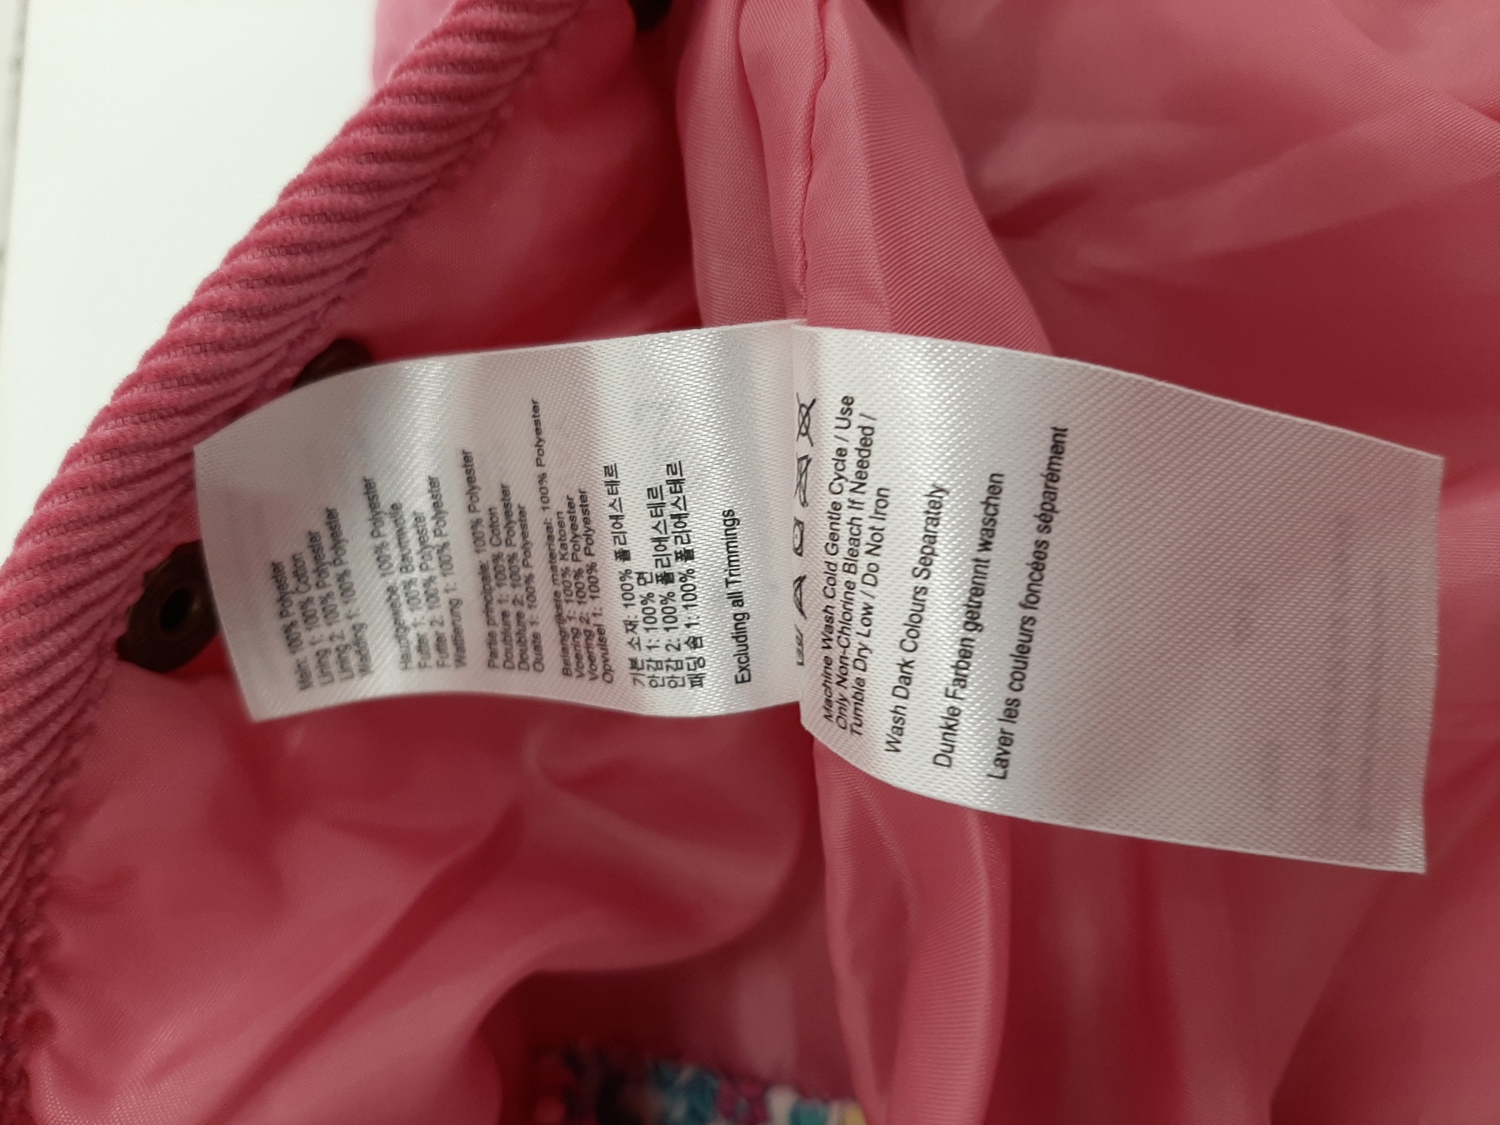 Main: 100% Polyester
Lining 1: 100% Cotton
Lining 1: 100% Polyester
Lining 2: 100% Polyester
Wadding 1: 100% Polyester
Hauptgewebe 100% Polyester
Futter 1: 100% Baumwolle
Futter 2: 100% Polyester
Wattierung 1: 100% Polyester
Partie principale: 100% Polyester
Doublure 1: 100% Cotton
Doublure 2: 100% Polyester
Ouate 1: 100% Polyester
Belangrijkste materiaal: 100% Polyester
Voering 1: 100% Katoen
Voering 2: 100% Polyester
Opvulsel 1: 100% Polyester
기본 소재: 100% 폴리에스테르
안감 1: 100% 면
안감 2: 100% 폴리에스테르
패딩 솜 1: 100% 폴리에스테르
Excluding all Trimmings
Machine Wash Cold Gentle Cycle / Use
Only Non-Chlorine Bleach If Needed /
Tumble Dry Low / Do Not Iron
Wash Dark Colours Separately
Dunkle Farben getrennt waschen
Laver les couleurs foncées séparément